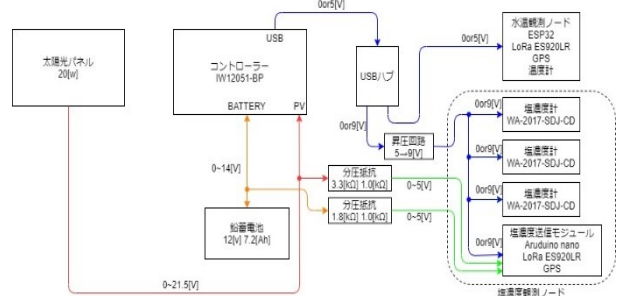 0or5[V]
USB
太陽光パネル
20[w]
コントローラー
IW12051-BP
BATTERY
PV
USBハブ
0or5[V]
水温観測ノード
ESP32
LoRa ES920LR
GPS
温度計
0or9[V]
昇圧回路
5→9[V]
0or9[V]
塩濃度計
WA-2017-SDJ-CD
0or9[V]
塩濃度計
WA-2017-SDJ-CD
0or9[V]
塩濃度計
WA-2017-SDJ-CD
0~14[V]
分圧抵抗
3.3[kΩ] 1.0[kΩ]
0~5[V]
分圧抵抗
1.8[kΩ] 1.0[kΩ]
0~5[V]
鉛蓄電池
12[v] 7.2[Ah]
0or9[V]
塩濃度送信モジュール
Aruduino nano
LoRa ES920LR
GPS
0~21.5[V]
塩濃度観測ノード